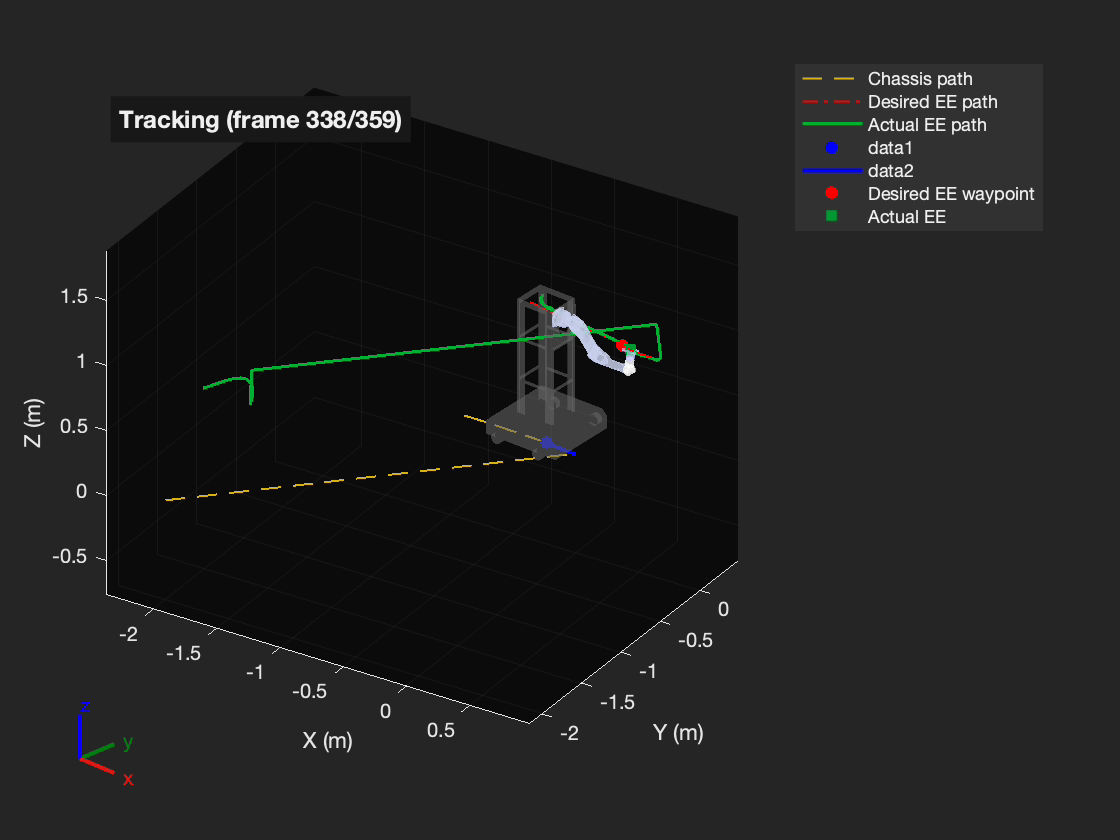 Tracking (frame 338/359)
Chassis path
Desired EE path
Actual EE path
data1
data2
Desired EE waypoint
Actual EE
1.5
1
0.5
0
-0.5
Z (m)
-2
-1.5
-1
-0.5
0
0.5
X (m)
0
-0.5
-1
-1.5
-2
Y (m)
z
y
x